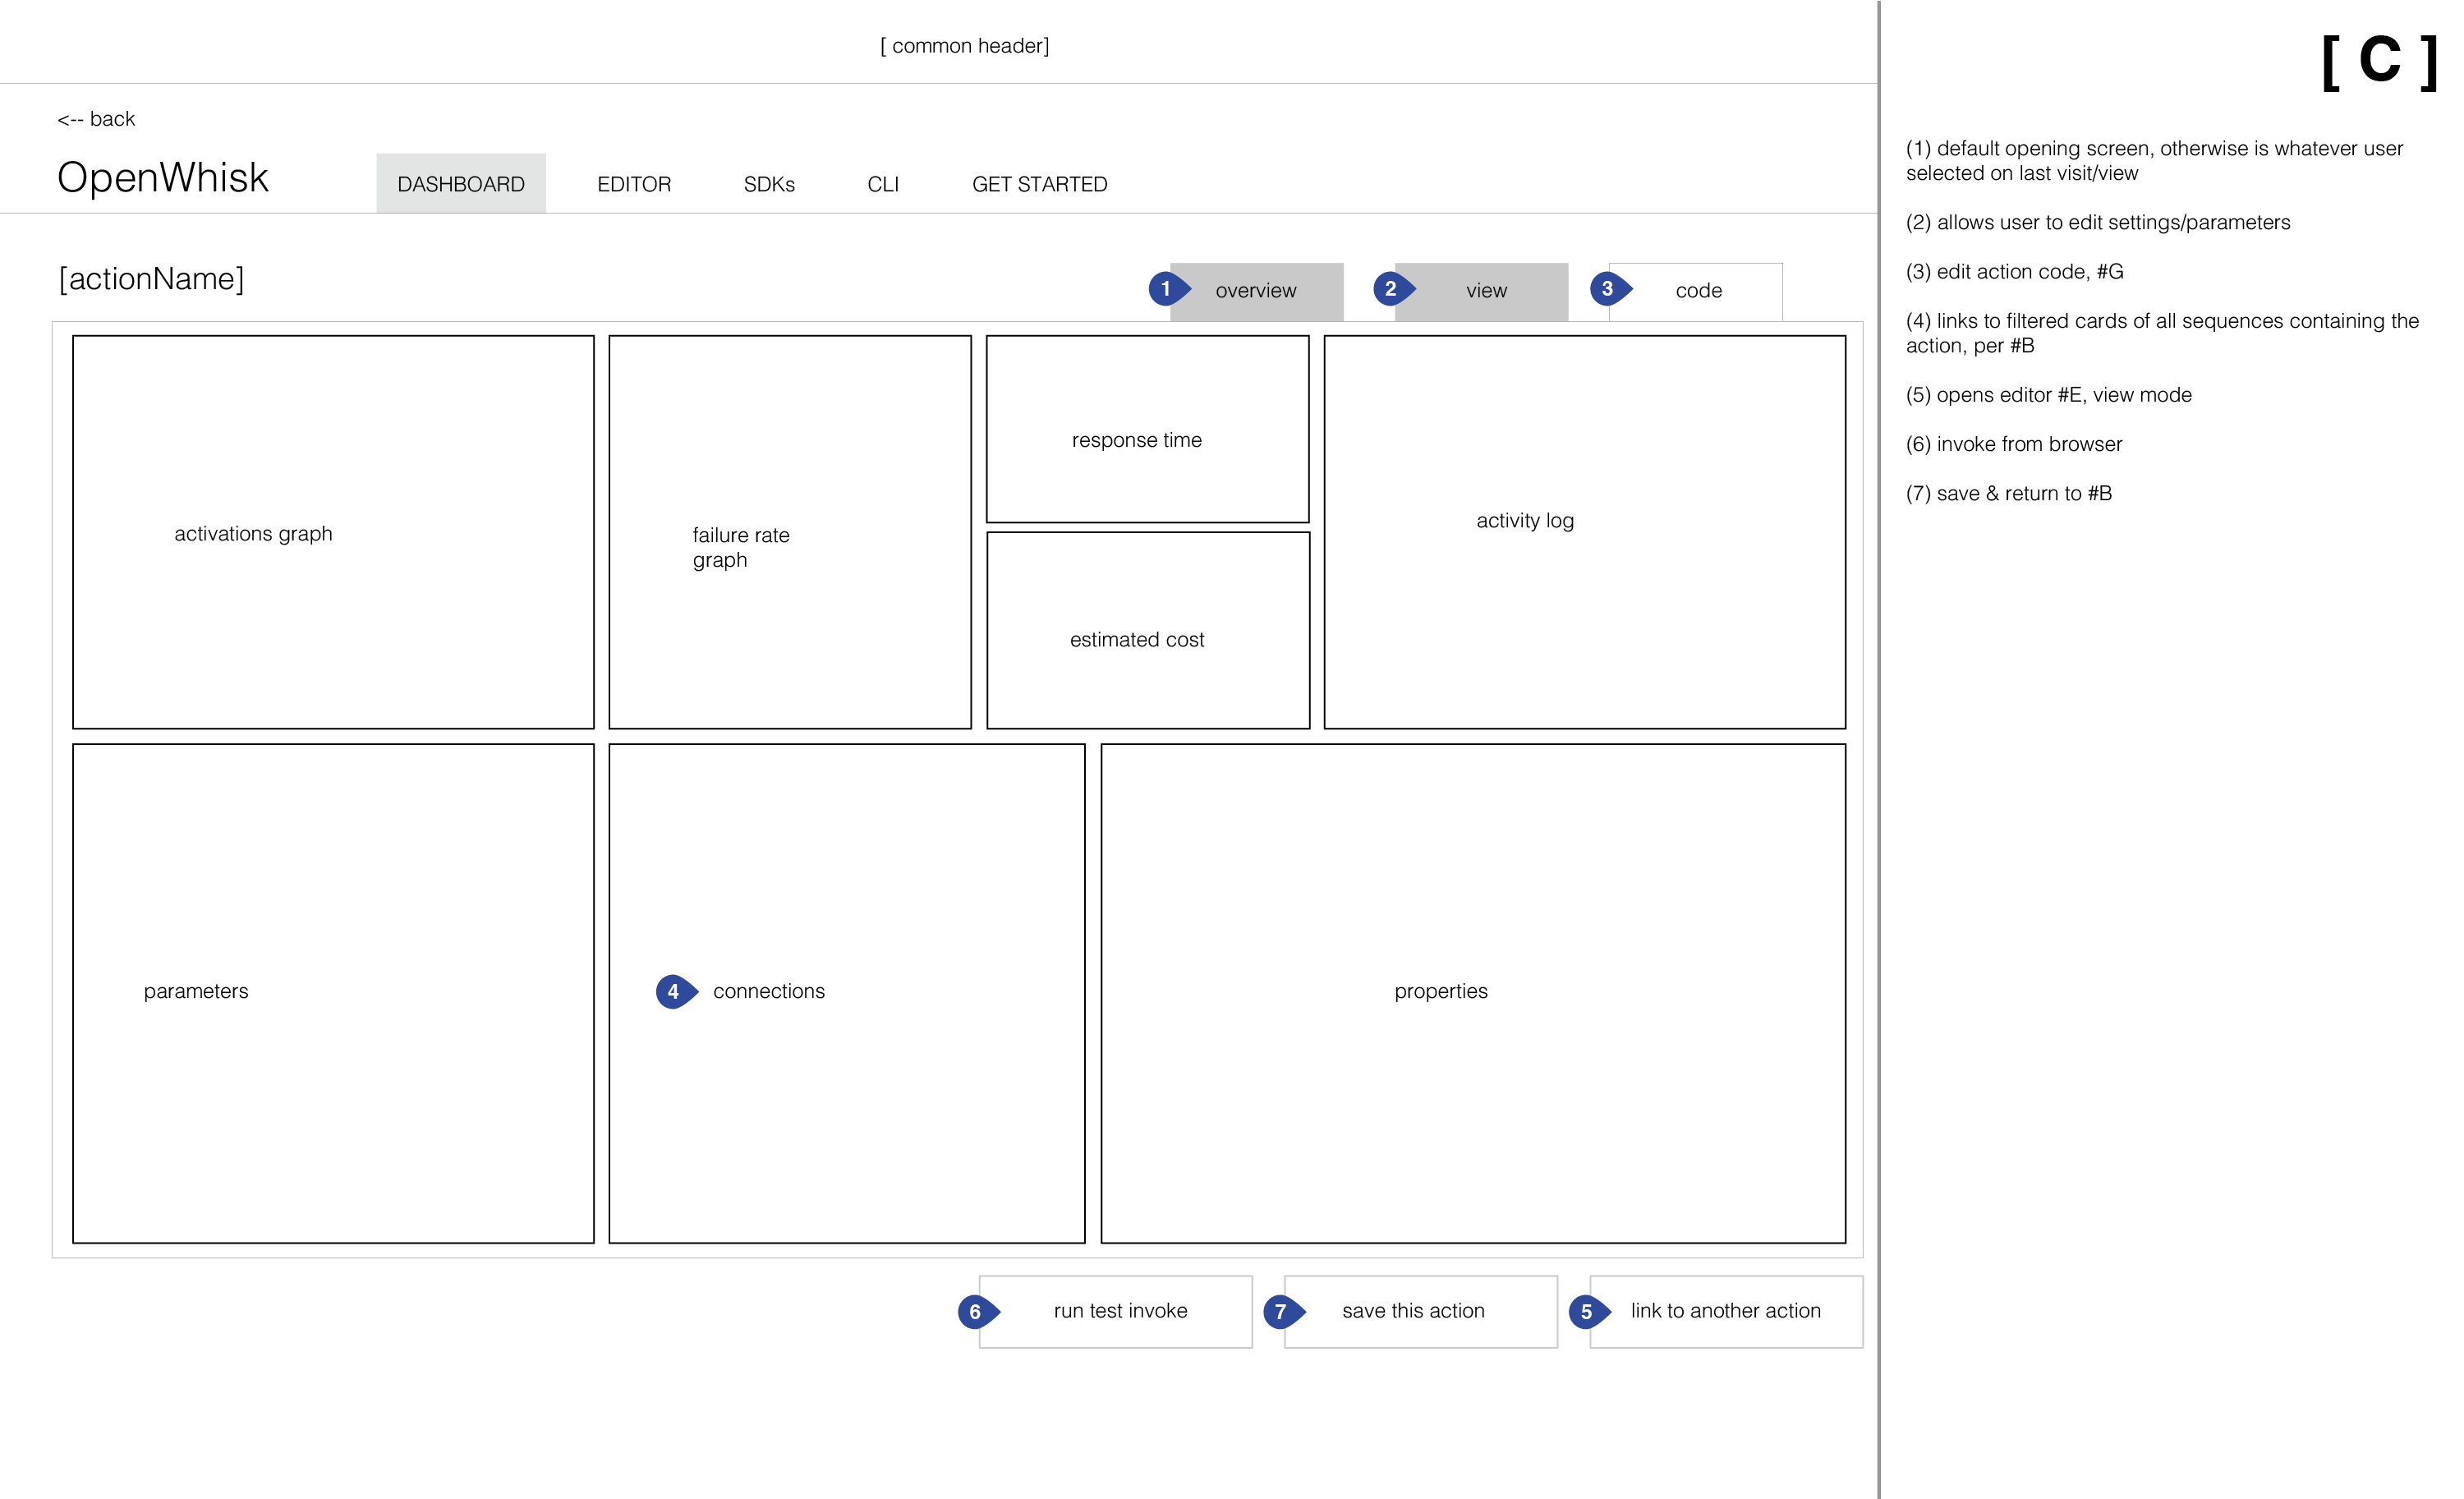 [ common header]
[ C ]
<-- back
OpenWhisk
DASHBOARD
EDITOR
SDKs
CLI
GET STARTED
[actionName]
1
overview
2
view
3
code
activations graph
failure rate
graph
response time
estimated cost
activity log
parameters
4
connections
properties
6
run test invoke
7
save this action
5
link to another action
(1) default opening screen, otherwise is whatever user
selected on last visit/view
(2) allows user to edit settings/parameters
(3) edit action code, #G
(4) links to filtered cards of all sequences containing the
action, per #B
(5) opens editor #E, view mode
(6) invoke from browser
(7) save & return to #B